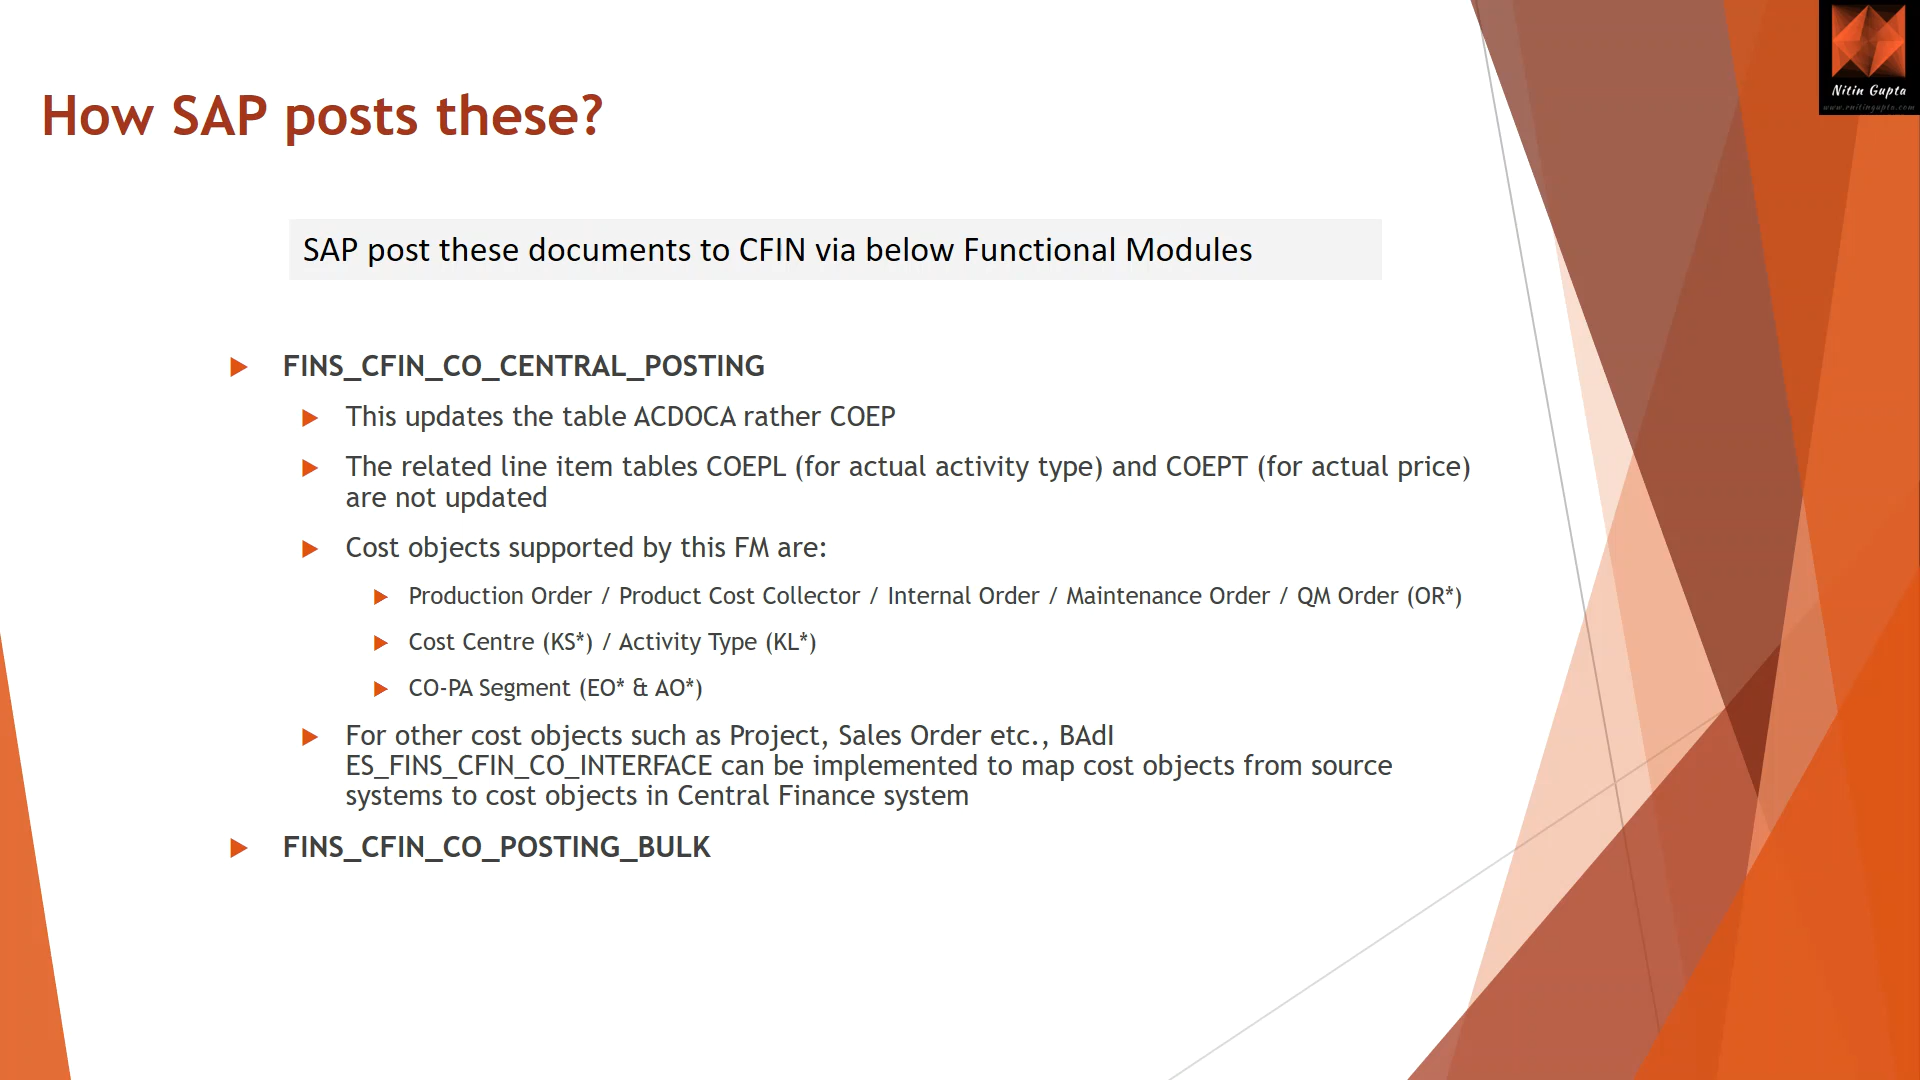 Nitin Gupta
www.rnitingupta.com
How SAP posts these?
SAP post these documents to CFIN via below Functional Modules
FINS_CFIN_CO_CENTRAL_POSTING
This updates the table ACDOCA rather COEP
The related line item tables COEPL (for actual activity type) and COEPT (for actual price)
are not updated
Cost objects supported by this FM are:
Production Order / Product Cost Collector / Internal Order / Maintenance Order / QM Order (OR*)
Cost Centre (KS*) / Activity Type (KL*)
CO-PA Segment (EO* & AO*)
For other cost objects such as Project, Sales Order etc., BAdI
ES_FINS_CFIN_CO_INTERFACE can be implemented to map cost objects from source
systems to cost objects in Central Finance system
FINS_CFIN_CO_POSTING_BULK